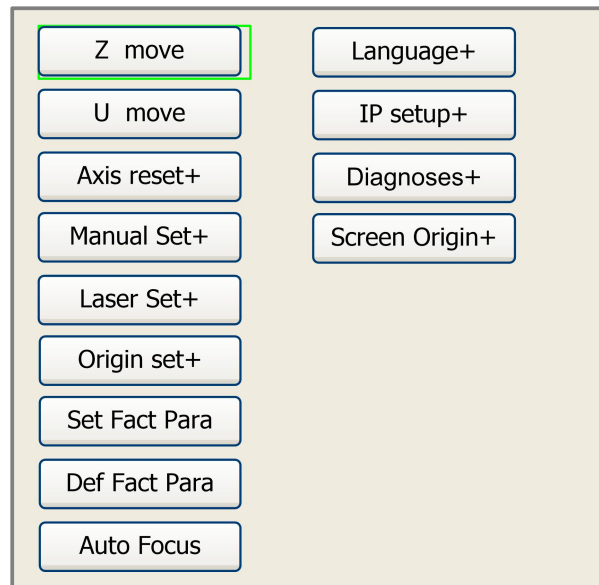 Z move
U move
Axis reset+
Manual Set+
Laser Set+
Origin set+
Set Fact Para
Def Fact Para
Auto Focus
Language+
IP setup+
Diagnoses+
Screen Origin+